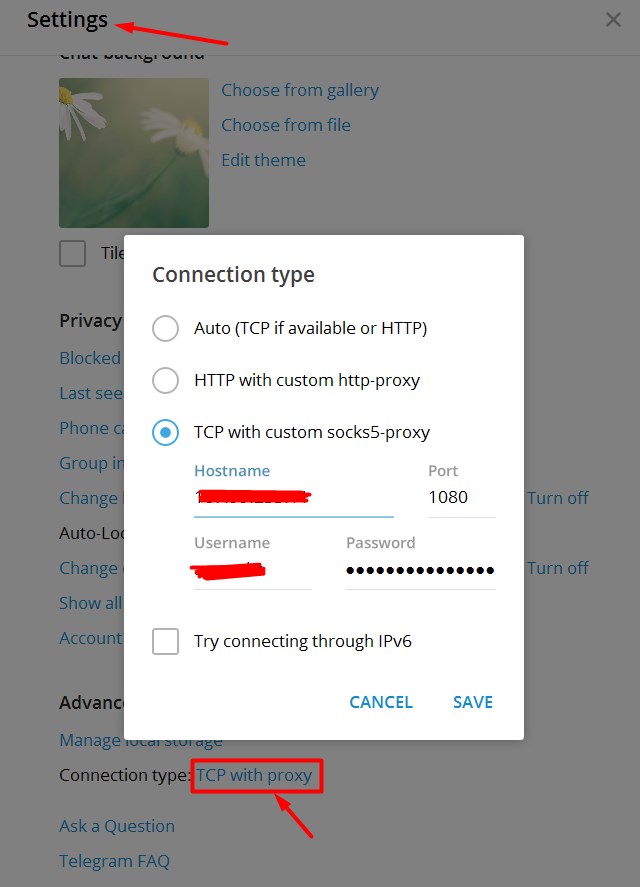 Settings
Chat background
Choose from gallery
Choose from file
Edit theme
Tile
Connection type
Auto (TCP if available or HTTP)
HTTP with custom http-proxy
TCP with custom socks5-proxy
Hostname Port
1080
Username Password
•••••••••••••••
Try connecting through IPv6
CANCEL SAVE
Privacy
Blocked
Last see
Phone ca
Group in
Change Turn off
Auto-Loc
Change Turn off
Show all
Account
Advanc
Manage local storage
Connection type: TCP with proxy
Ask a Question
Telegram FAQ